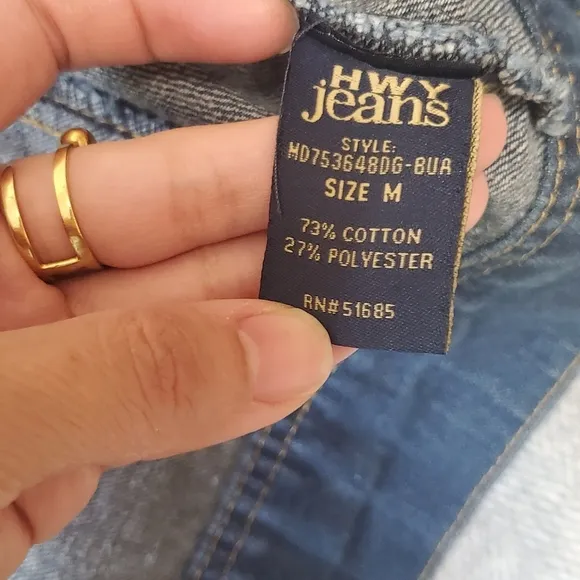 HWY
jeans
STYLE:
MD753648DG-BUA
SIZE M
73% COTTON
27% POLYESTER
RN#51685